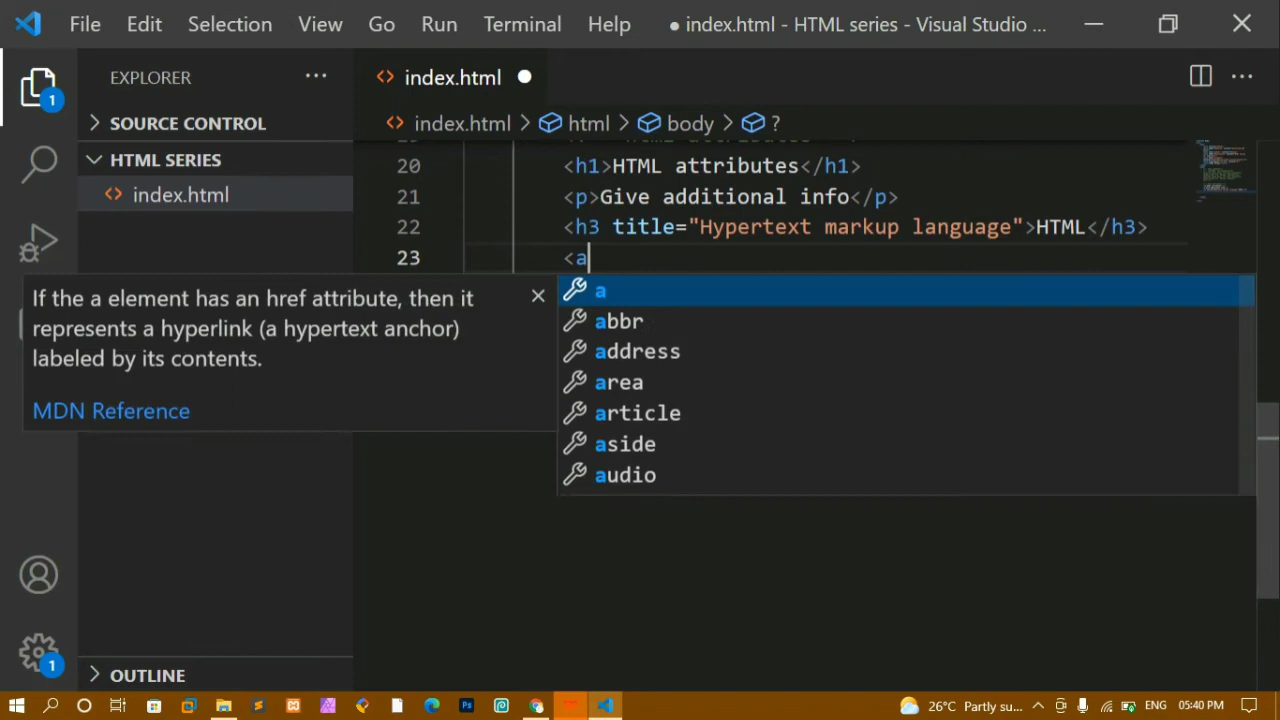 File Edit Selection View Go Run Terminal Help ● index.html - HTML series - Visual Studio ...
EXPLORER ...
index.html
SOURCE CONTROL
index.html > html > body > ?
HTML SERIES
index.html
20 <h1>HTML attributes</h1>
21 <p>Give additional info</p>
22 <h3 title="Hypertext markup language">HTML</h3>
23 <a
If the a element has an href attribute, then it
represents a hyperlink (a hypertext anchor)
labeled by its contents.
MDN Reference
a
abbr
address
area
article
aside
audio
1
1
OUTLINE
26°C Partly su... ENG 05:40 PM